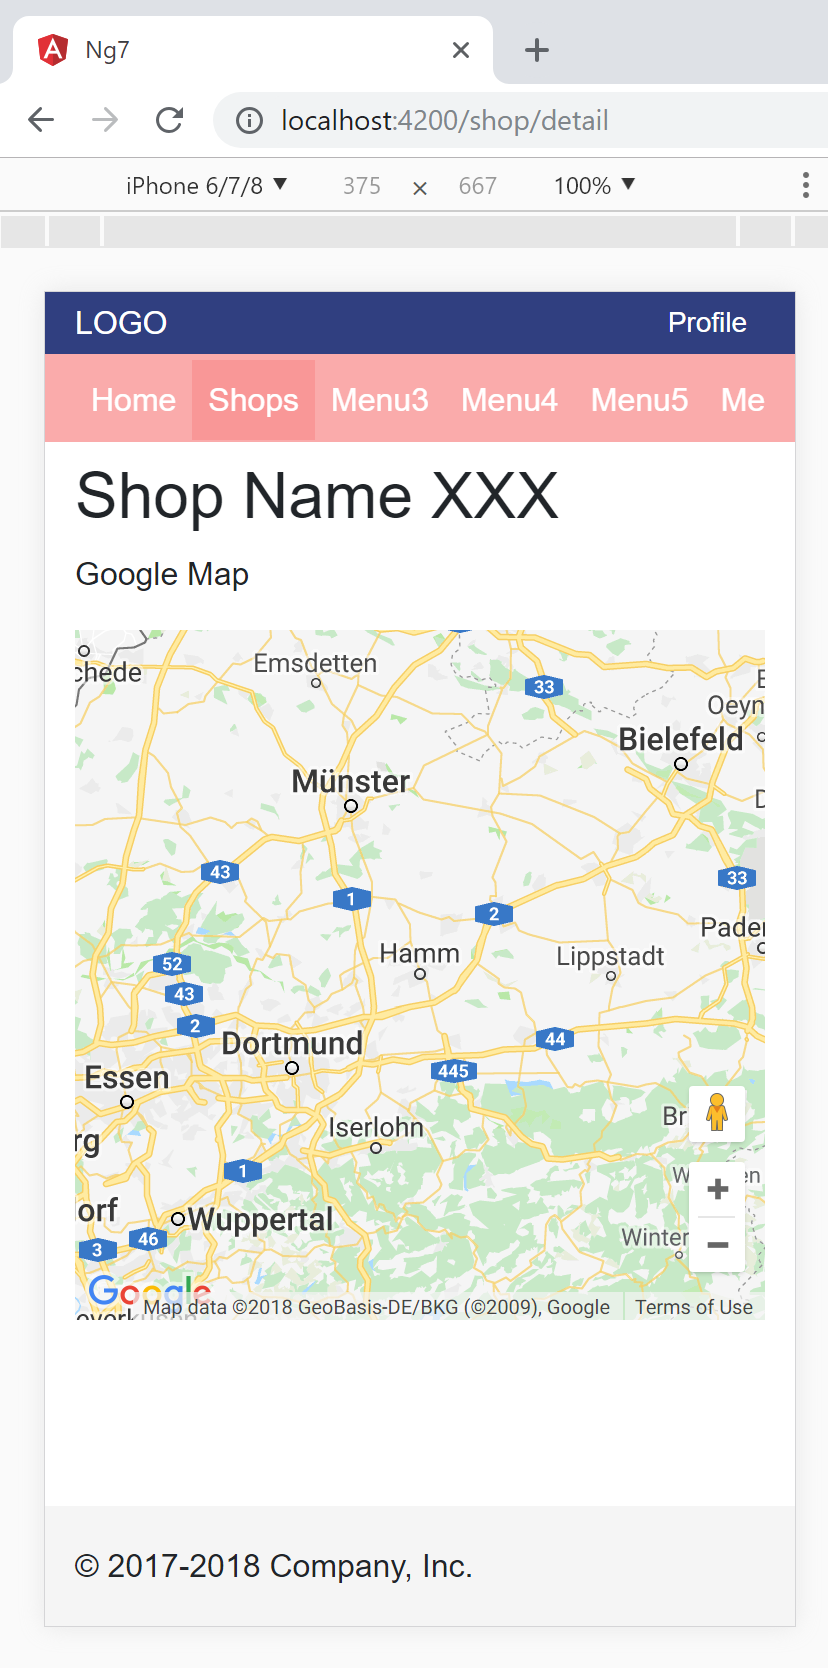 Ng7
localhost:4200/shop/detail
iPhone 6/7/8 375 × 667 100%
LOGO Profile
Home Shops Menu3 Menu4 Menu5 Me
Shop Name XXX
Google Map
chede
Emsdetten
33
Oeyn
Bielefeld
Münster
43
1
33
2
Pader
Hamm
Lippstadt
52
43
2
44
Dortmund
445
Essen
Br
Iserlohn
rg
1
W en
orf
Wuppertal
46
Winter
3
Google
Map data ©2018 GeoBasis-DE/BKG (©2009), Google Terms of Use
© 2017-2018 Company, Inc.